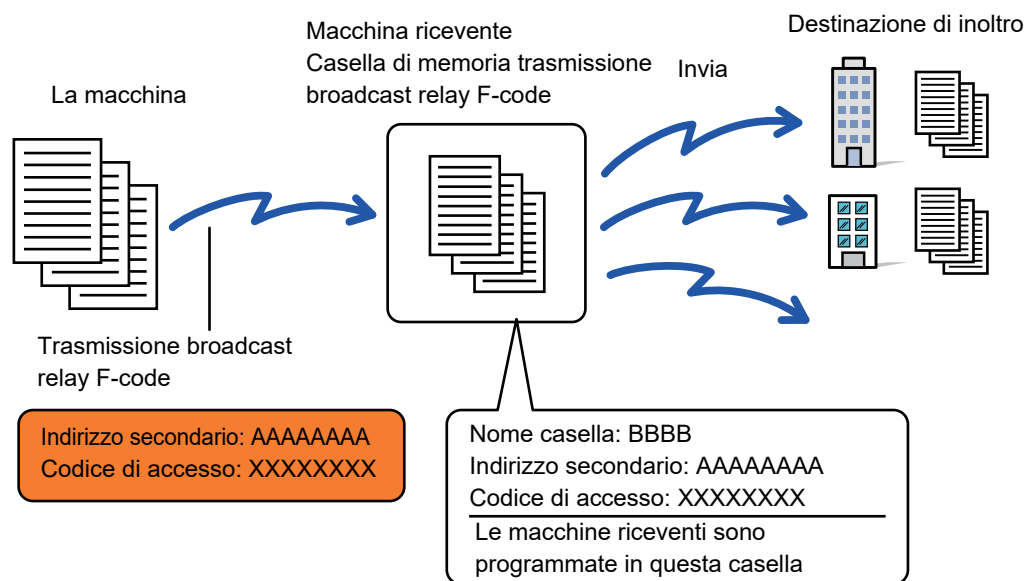 La macchina
Macchina ricevente
Casella di memoria trasmissione
broadcast relay F-code
Invia
Destinazione di inoltro
Trasmissione broadcast
relay F-code
Indirizzo secondario: AAAAAAAA
Codice di accesso: XXXXXXXX
Nome casella: BBBB
Indirizzo secondario: AAAAAAAA
Codice di accesso: XXXXXXXX
Le macchine riceventi sono
programmate in questa casella